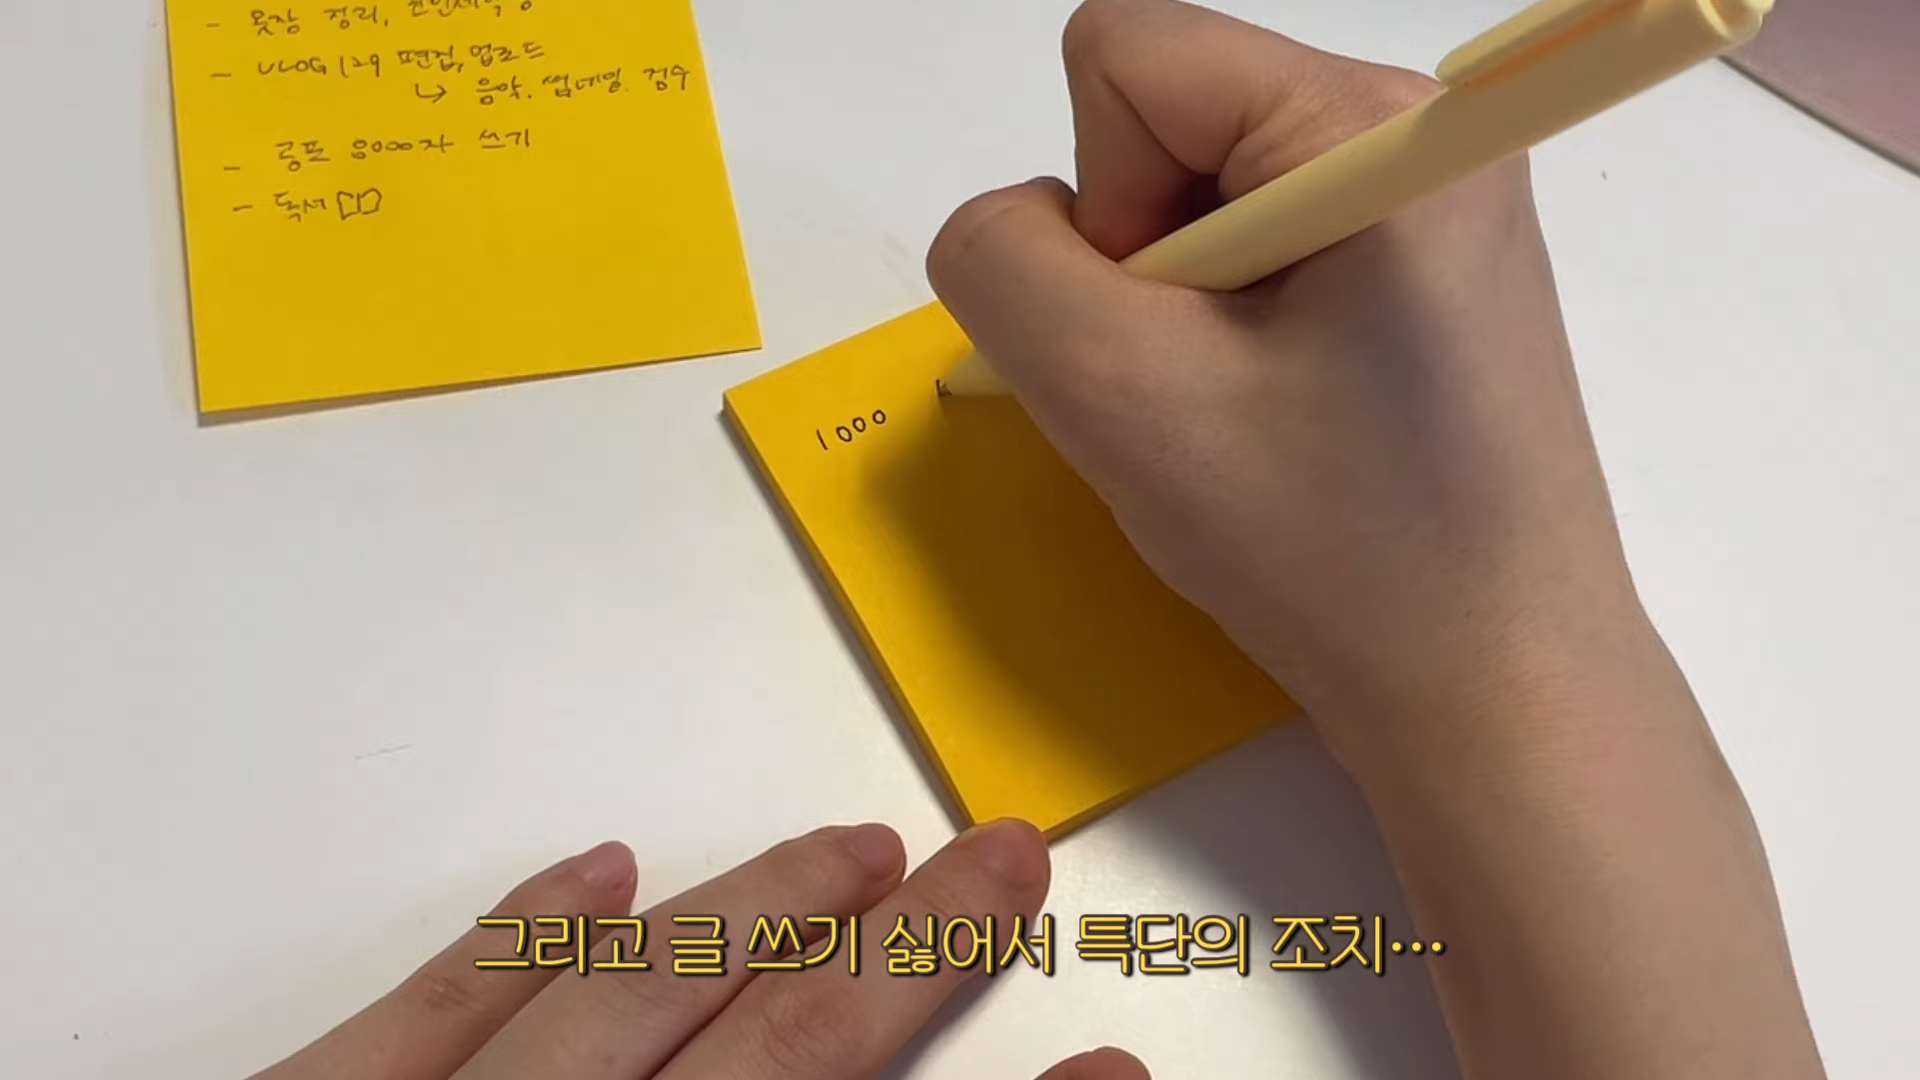 - 옷장 정리,
- VLOG 129 편집, 업로드
↳ 음악, 썸네일, 검수
- 공포 8000자 쓰기
- 독서
1000
그리고 글 쓰기 싫어서 특단의 조치…